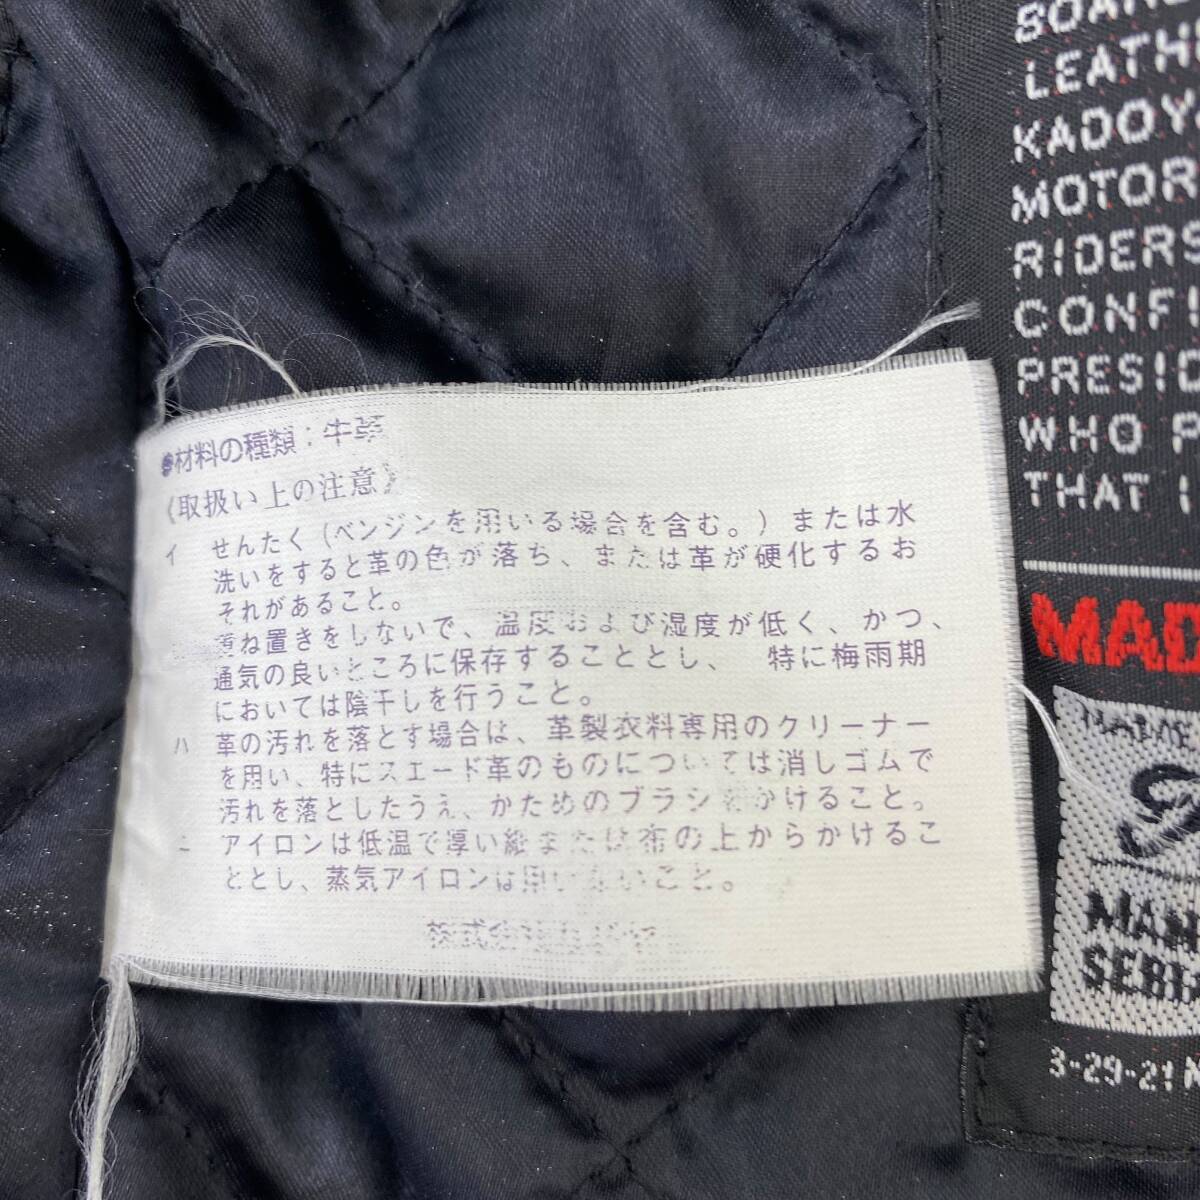 ●材料の種類：牛革
《取扱い上の注意》
イ せんたく（ベンジンを用いる場合を含む。）または水
洗いをすると革の色が落ち、または革が硬化するお
それがあること。
重ね置きをしないで、温度および湿度が低く、かつ、
通気の良いところに保存することとし、 特に梅雨期
においては陰干しを行うこと。
ハ 革の汚れを落とす場合は、革製衣料専用のクリーナー
を用い、特にスエード革のものについては消しゴムで
汚れを落としたうえ、かためのブラシをかけること。
ニ アイロンは低温で厚い紙または布の上からかけるこ
ととし、蒸気アイロンは用いないこと。
株式会社
KADOYA
MOTOR
RIDERS
CONF
PRESID
WHO P
THAT I
MAD
3-29-21